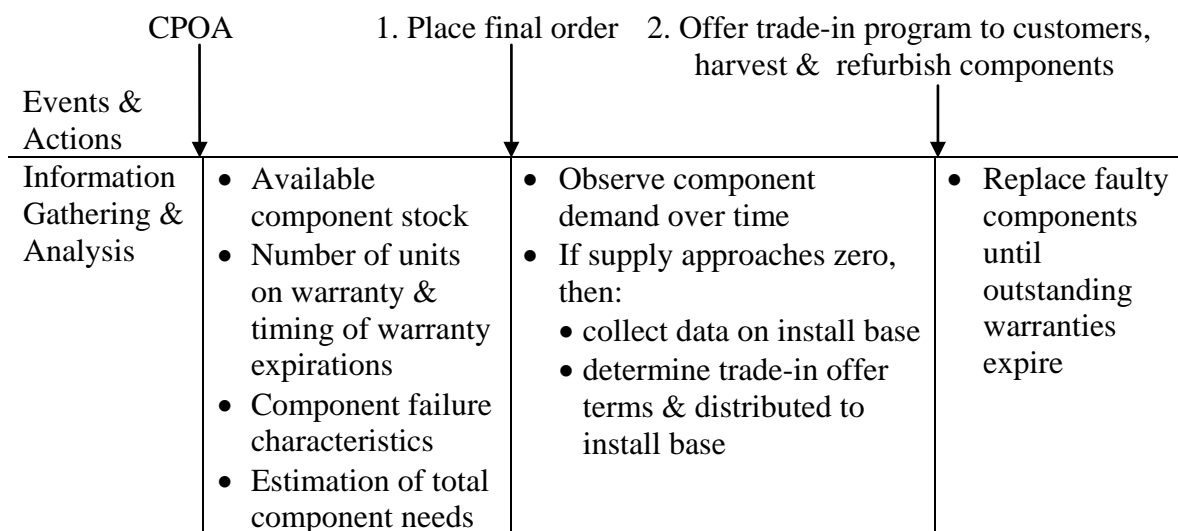 CPOA
1. Place final order
2. Offer trade-in program to customers,
harvest & refurbish components
Events &
Actions
Information
Gathering &
Analysis
• Available
component stock
• Number of units
on warranty &
timing of warranty
expirations
• Component failure
characteristics
• Estimation of total
component needs
• Observe component
demand over time
• If supply approaches zero,
then:
• collect data on install base
• determine trade-in offer
terms & distributed to
install base
• Replace faulty
components
until
outstanding
warranties
expire